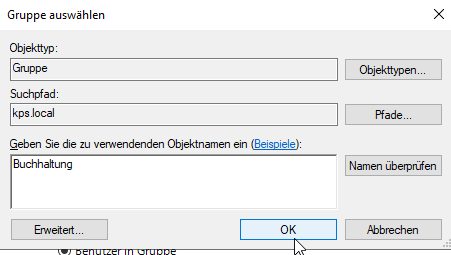 Gruppe auswählen
Objekttyp:
Gruppe
Objekttypen...
Suchpfad:
kps.local
Pfade...
Geben Sie die zu verwendenden Objektnamen ein (Beispiele):
Buchhaltung
Namen überprüfen
Erweitert...
OK
Abbrechen
Benutzer in Gruppe